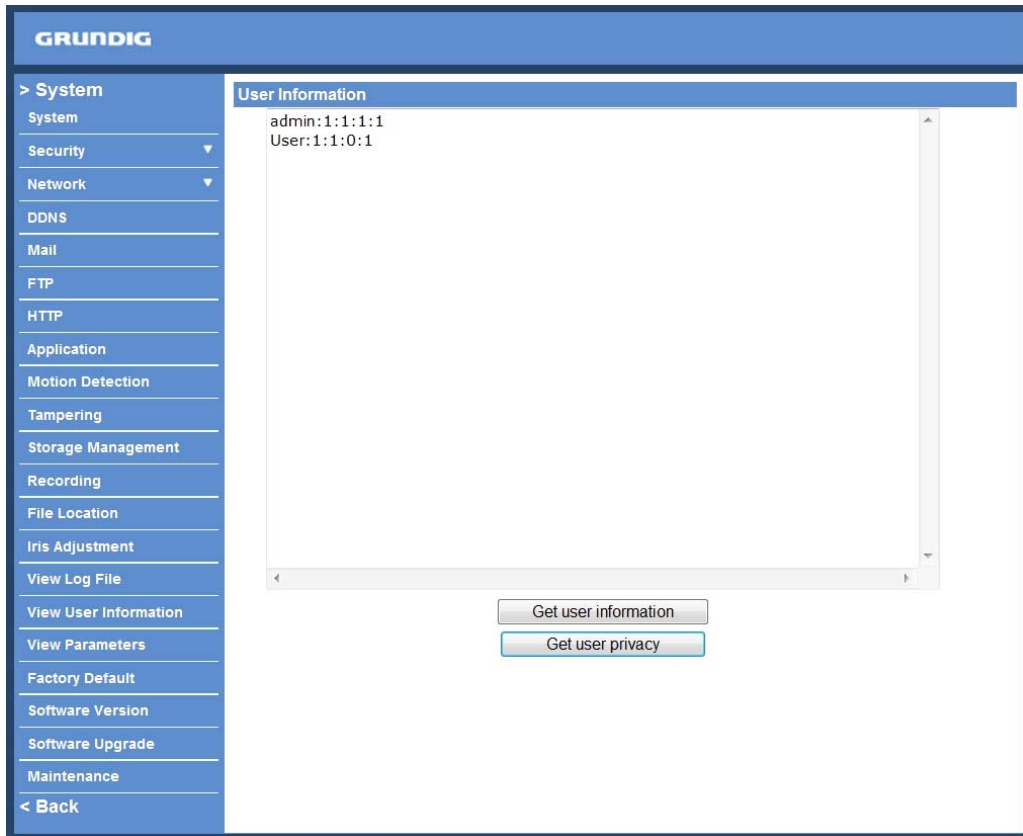 GRUNDIG
> System
System
Security
Network
DDNS
Mail
FTP
HTTP
Application
Motion Detection
Tampering
Storage Management
Recording
File Location
Iris Adjustment
View Log File
View User Information
View Parameters
Factory Default
Software Version
Software Upgrade
Maintenance
< Back
User Information
admin:1:1:1:1
User:1:1:0:1
Get user information
Get user privacy